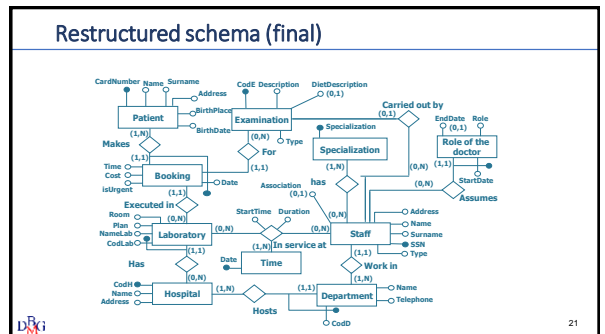 Restructured schema (final)
CardNumber Name Surname
Address
Patient
BirthPlace
BirthDate
(1,N)
Makes
(1,1)
Time
Cost
isUrgent
Booking
Date
CodE Description
DietDescription
(0,1)
Examination
(0,N)
Type
For
(1,1)
Specialization
Specialization
(1,N)
has
(0,1)
Carried out by
(0,N)
EndDate Role
(0,1)
Role of the
doctor
(1,1)
StartDate
(0,N)
Assumes
(1,1)
Executed in
Room
Plan
NameLab
CodLab
(0,N)
Laboratory
(0,N)
StartTime Duration
In service at
(1,N)
Date
Time
Association
(0,1)
(0,N)
(0,N)
Staff
Address
Name
Surname
SSN
Type
(1,1)
Has
(0,N)
(1,1)
Work in
(1,N)
CodH
Name
Address
Hospital
(1,N)
Hosts
(1,1)
Department
Name
Telephone
CodD
DBMG
21